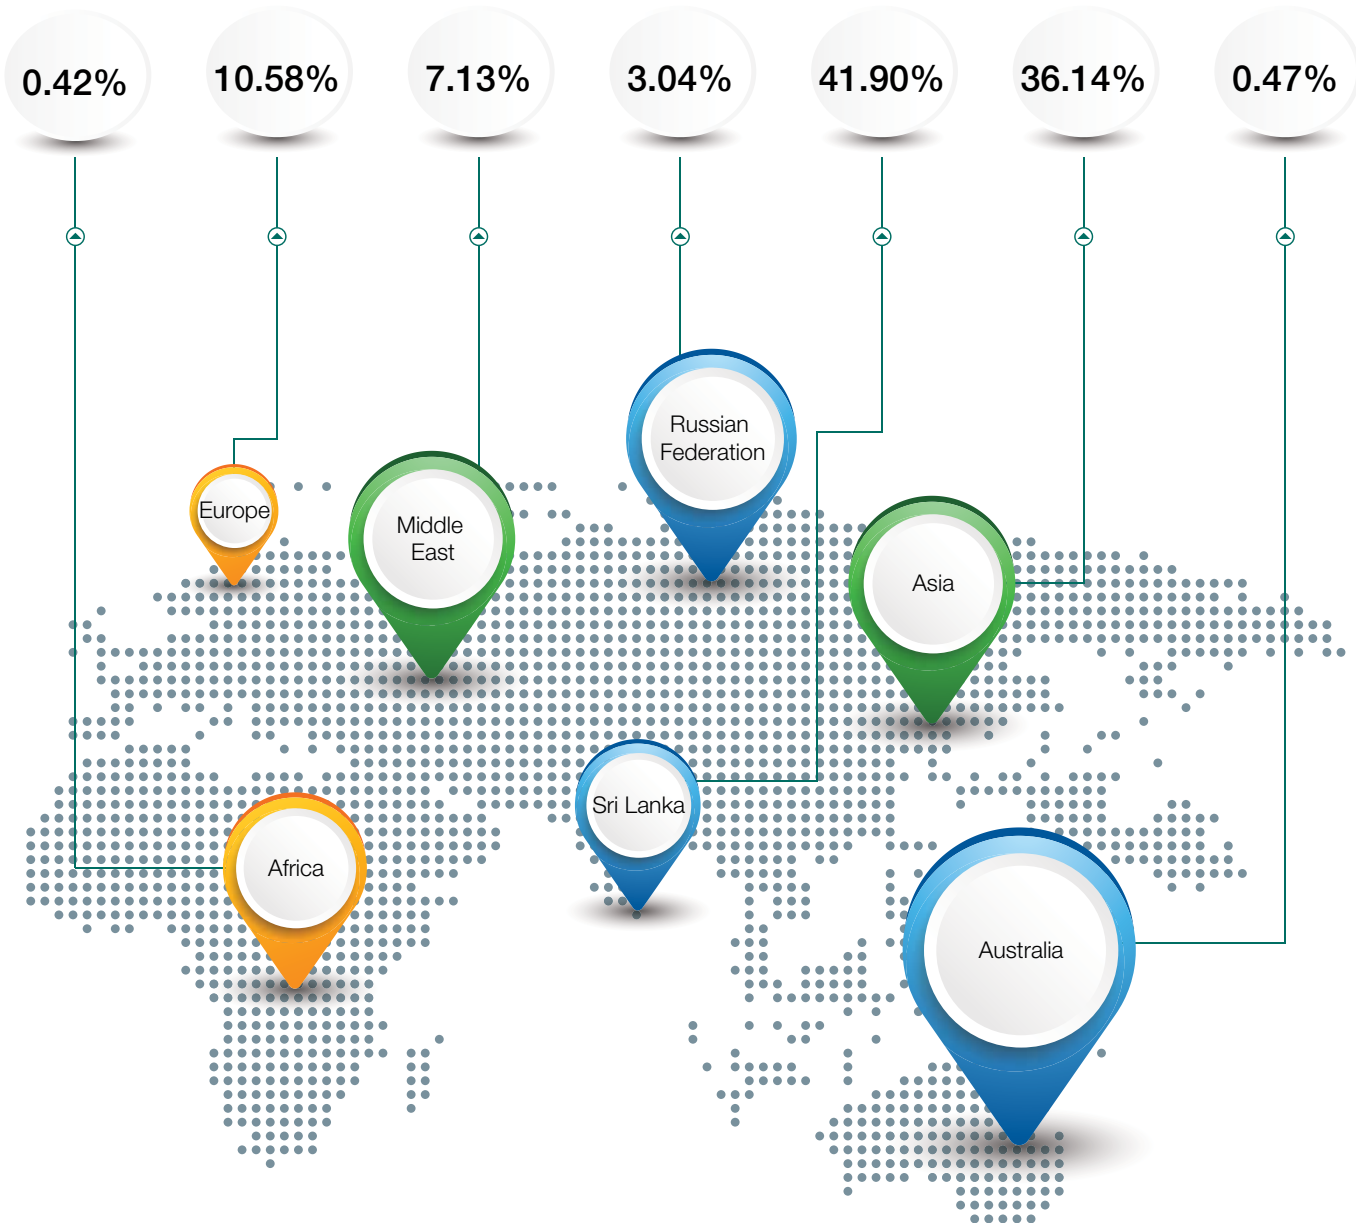 0.42%
10.58%
7.13%
3.04%
41.90%
36.14%
0.47%
Russian
Federation
Europe
Middle
East
Asia
Sri Lanka
Africa
Australia